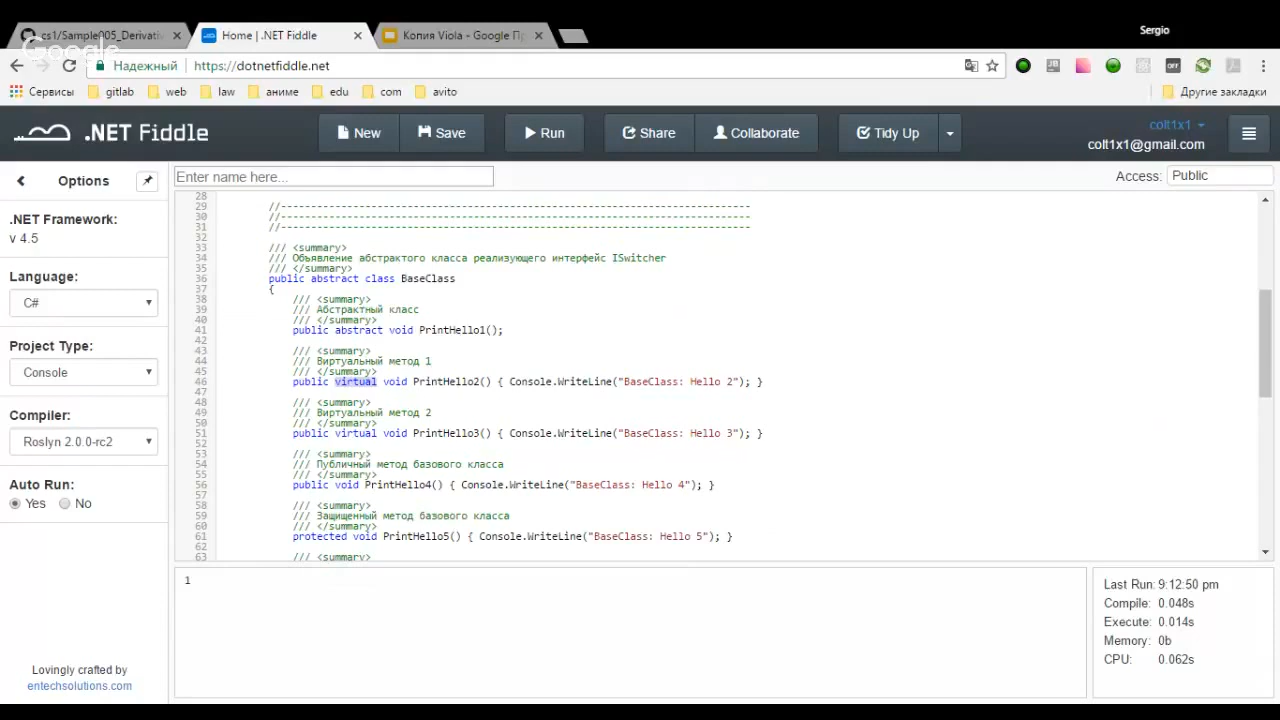 Sergio
cs1/Sample005_Derivativ
Home | .NET Fiddle
Копия Viola - Google Пр
Google
Надежный
https://dotnetfiddle.net
OFF
Сервисы
gitlab
web
law
аниме
edu
com
avito
Другие закладки
.NET Fiddle
New
Save
Run
Share
Collaborate
Tidy Up
colt1x1
colt1x1@gmail.com
Options
Enter name here...
Access:
Public
.NET Framework:
v 4.5
Language:
C#
Project Type:
Console
Compiler:
Roslyn 2.0.0-rc2
Auto Run:
Yes
No
Lovingly crafted by
entechsolutions.com
28
29 //------------------------------------------------------------------------------
30 //------------------------------------------------------------------------------
31 //------------------------------------------------------------------------------
32
33 /// <summary>
34 /// Объявление абстрактого класса реализующего интерфейс ISwitcher
35 /// </summary>
36 public abstract class BaseClass
37 {
38 /// <summary>
39 /// Абстрактный класс
40 /// </summary>
41 public abstract void PrintHello1();
42
43 /// <summary>
44 /// Виртуальный метод 1
45 /// </summary>
46 public virtual void PrintHello2() { Console.WriteLine("BaseClass: Hello 2"); }
47
48 /// <summary>
49 /// Виртуальный метод 2
50 /// </summary>
51 public virtual void PrintHello3() { Console.WriteLine("BaseClass: Hello 3"); }
52
53 /// <summary>
54 /// Публичный метод базового класса
55 /// </summary>
56 public void PrintHello4() { Console.WriteLine("BaseClass: Hello 4"); }
57
58 /// <summary>
59 /// Защищенный метод базового класса
60 /// </summary>
61 protected void PrintHello5() { Console.WriteLine("BaseClass: Hello 5"); }
62
63 /// <summary>
1
Last Run: 9:12:50 pm
Compile: 0.048s
Execute: 0.014s
Memory: 0b
CPU: 0.062s